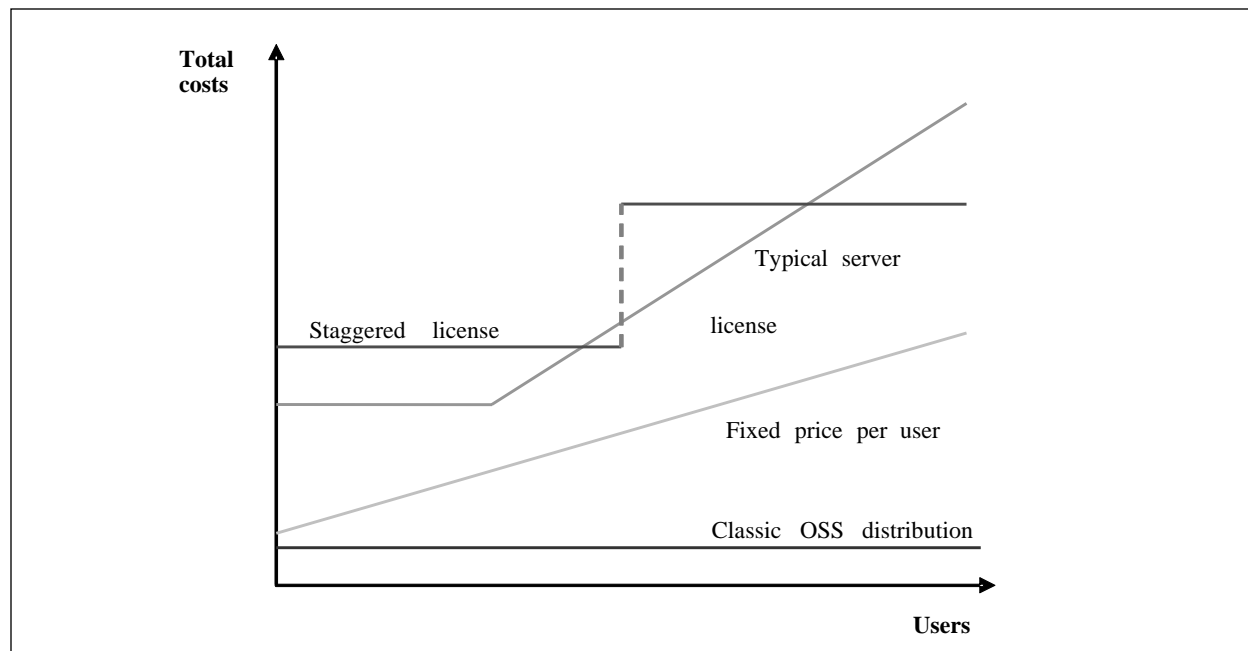 Total
costs
Typical server
Staggered license
license
Fixed price per user
Classic OSS distribution
Users